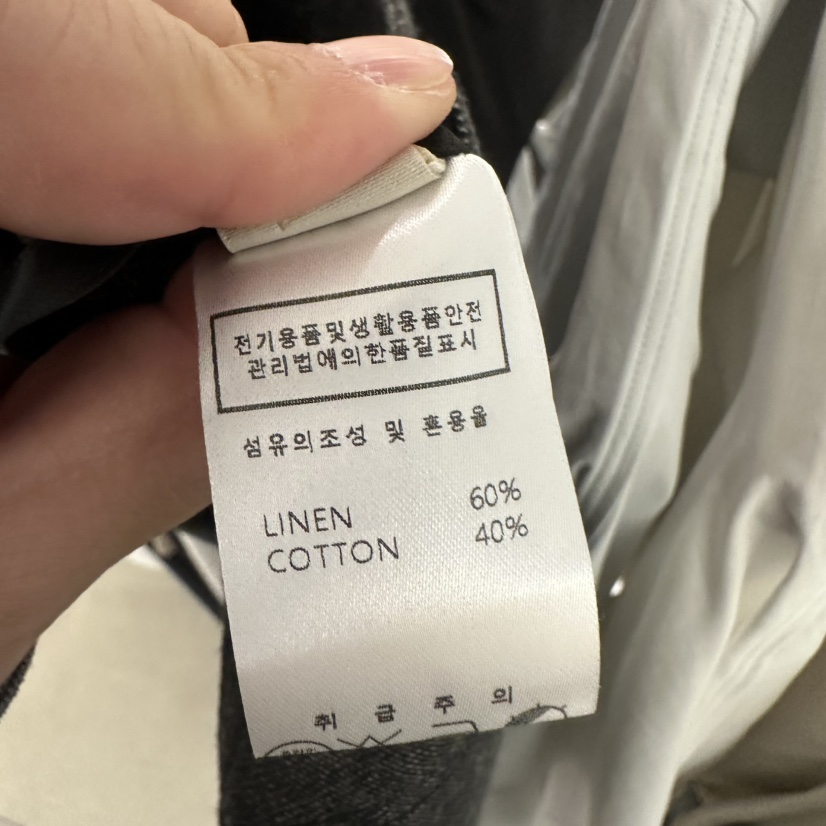 전기용품및생활용품안전
관리법에의한품질표시
섬유의조성 및 혼용율
LINEN 60%
COTTON 40%
취 급 주 의